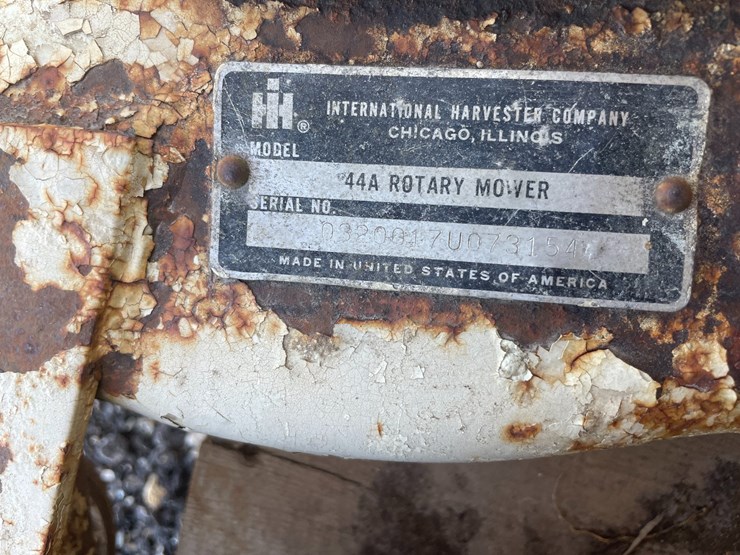 IH ® INTERNATIONAL HARVESTER COMPANY
CHICAGO, ILLINOIS
MODEL
44A ROTARY MOWER
SERIAL NO.
MADE IN UNITED STATES OF AMERICA